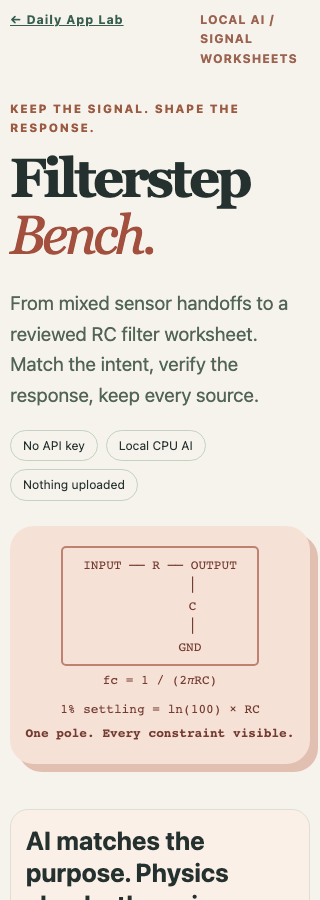 ← Daily App Lab
LOCAL AI /
SIGNAL
WORKSHEETS
KEEP THE SIGNAL. SHAPE THE
RESPONSE.
Filterstep
Bench.
From mixed sensor handoffs to a
reviewed RC filter worksheet.
Match the intent, verify the
response, keep every source.
No API key
Local CPU AI
Nothing uploaded
INPUT ── R ── OUTPUT
│
C
│
GND
fc = 1 / (2πRC)
1% settling = ln(100) × RC
One pole. Every constraint visible.
AI matches the
purpose. Physics